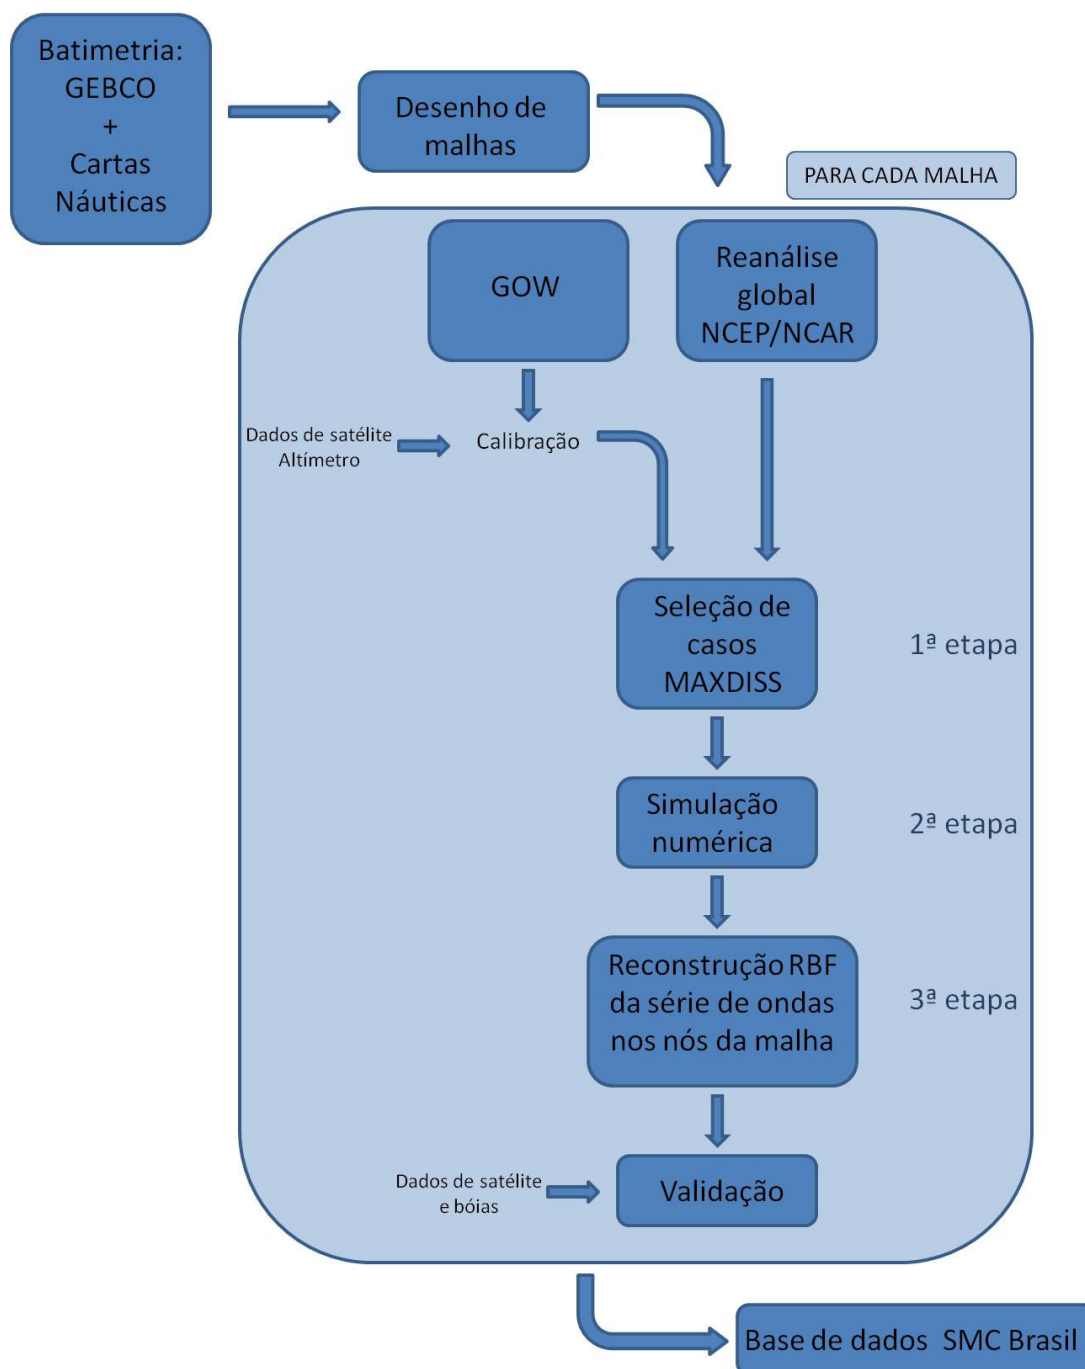 Batimetria:
GEBCO
+
Cartas
Náuticas
Desenho de
malhas
PARA CADA MALHA
GOW
Reanálise
global
NCEP/NCAR
Dados de satélite
Altímetro
Calibração
Seleção de
casos
MAXDISS
1ª etapa
Simulação
numérica
2ª etapa
Reconstrução RBF
da série de ondas
nos nós da malha
3ª etapa
Dados de satélite
e bóias
Validação
Base de dados SMC Brasil